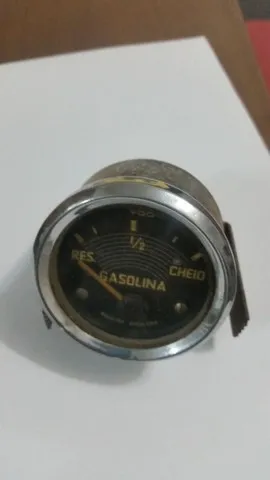 VDO
1/2
RES. CHEIO
GASOLINA